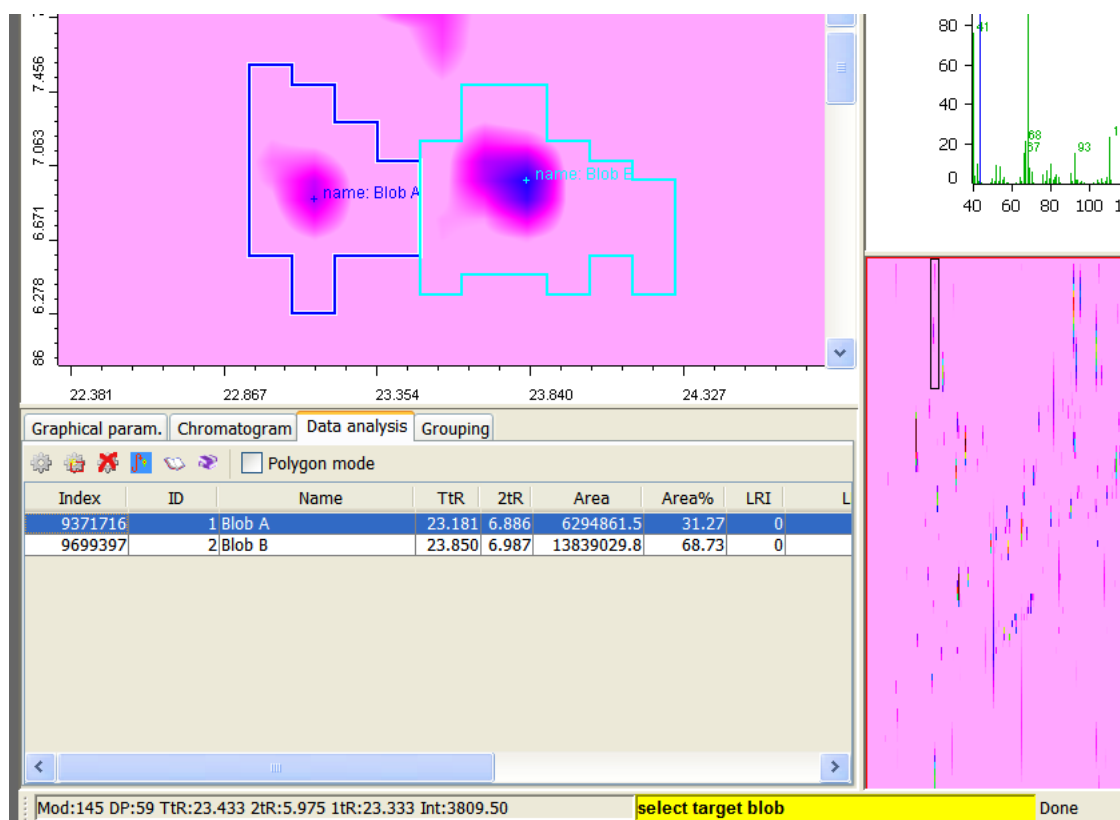 7.456
7.063
6.671
6.278
86
name: Blob A
name: Blob B
22.381 22.867 23.354 23.840 24.327
80
60
40
20
0
41
68
67
93
1
40 60 80 100 1
Graphical param. Chromatogram Data analysis Grouping
Polygon mode
Index ID Name TtR 2tR Area Area% LRI L
9371716 1 Blob A 23.181 6.886 6294861.5 31.27 0
9699397 2 Blob B 23.850 6.987 13839029.8 68.73 0
Mod:145 DP:59 TtR:23.433 2tR:5.975 1tR:23.333 Int:3809.50 select target blob Done